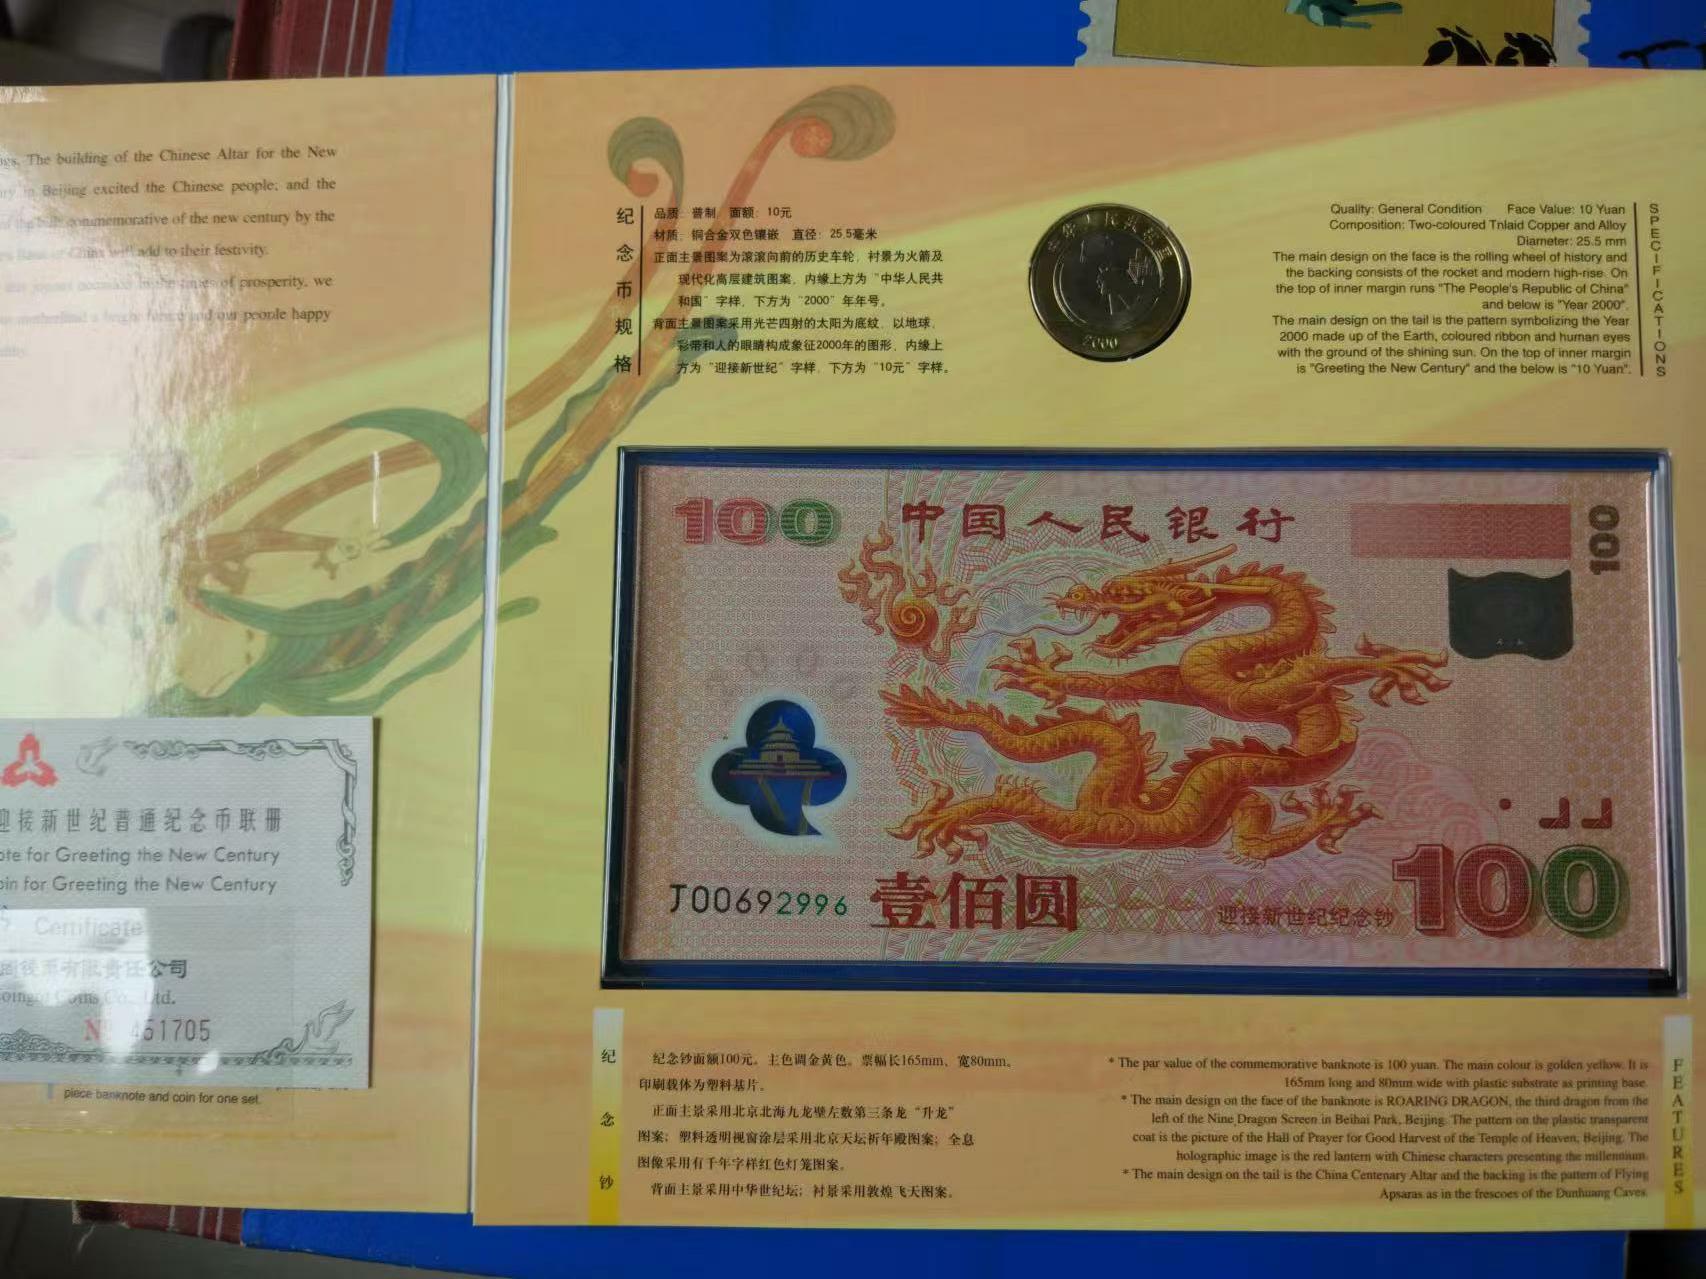 The building of the Chinese Altar for the New
in Beijing excited the Chinese people; and the
commemorative of the new century by the
China will add to their festivity.
of prosperity, we
and our people happy
迎接新世纪普通纪念币联册
for Greeting the New Century
for Greeting the New Century
Certificate
有限责任公司
Coins Co., Ltd.
451705
piece banknote and coin for one set.
纪念币规格
品质：普制，面额：10元
材质：铜合金双色镶嵌，直径：25.5毫米
正面主景图案为滚滚向前的历史车轮，衬景为火箭及
现代化高层建筑图案，内缘上方为“中华人民共
和国”字样，下方为“2000”年年号。
背面主景图案采用光芒四射的太阳为底纹，以地球，
彩带和人的眼睛构成象征2000年的图形，内缘上
方为“迎接新世纪”字样，下方为“10元”字样。
中华人民共和国
2000
SPECIFICATIONS
Quality: General Condition Face Value: 10 Yuan
Composition: Two-coloured Tnlaid Copper and Alloy
Diameter: 25.5 mm
The main design on the face is the rolling wheel of history and
the backing consists of the rocket and modern high-rise. On
the top of inner margin runs "The People's Republic of China"
and below is "Year 2000".
The main design on the tail is the pattern symbolizing the Year
2000 made up of the Earth, coloured ribbon and human eyes
with the ground of the shining sun. On the top of inner margin
is "Greeting the New Century" and the below is "10 Yuan".
100
中国人民银行
100
J00692996
壹佰圆
迎接新世纪纪念钞
100
纪念钞
纪念钞面额100元。主色调金黄色。票幅长165mm、宽80mm。
印刷载体为塑料基片。
正面主景采用北京北海九龙壁左数第三条龙“升龙”
图案；塑料透明视窗涂层采用北京天坛祈年殿图案；全息
图像采用有千年字样红色灯笼图案。
背面主景采用中华世纪坛；衬景采用敦煌飞天图案。
FEATURES
* The par value of the commemorative banknote is 100 yuan. The main colour is golden yellow. It is
165mm long and 80mm wide with plastic substrate as printing base.
* The main design on the face of the banknote is ROARING DRAGON, the third dragon from the
left of the Nine Dragon Screen in Beihai Park, Beijing. The pattern on the plastic transparent
coat is the picture of the Hall of Prayer for Good Harvest of the Temple of Heaven, Beijing. The
holographic image is the red lantern with Chinese characters presenting the millennium.
* The main design on the tail is the China Centenary Altar and the backing is the pattern of Flying
Apsaras as in the frescoes of the Dunhuang Caves.